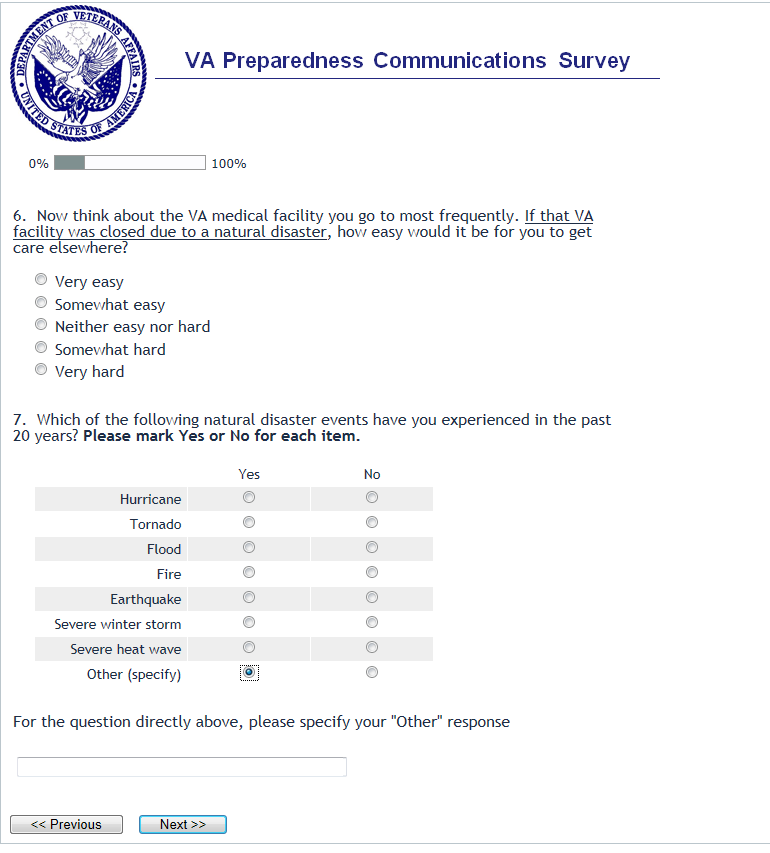 DEPARTMENT OF VETERANS AFFAIRS
UNITED STATES OF AMERICA
VA Preparedness Communications Survey
0% 100%
6. Now think about the VA medical facility you go to most frequently. If that VA
facility was closed due to a natural disaster, how easy would it be for you to get
care elsewhere?
Very easy
Somewhat easy
Neither easy nor hard
Somewhat hard
Very hard
7. Which of the following natural disaster events have you experienced in the past
20 years? Please mark Yes or No for each item.
Yes No
Hurricane
Tornado
Flood
Fire
Earthquake
Severe winter storm
Severe heat wave
Other (specify)
For the question directly above, please specify your "Other" response
<< Previous Next >>